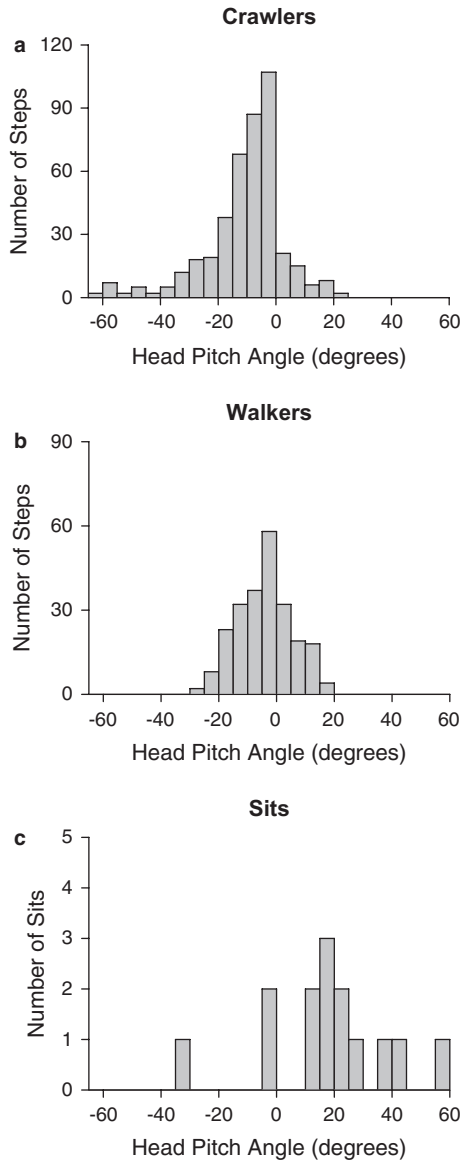 Crawlers
a
120
90
60
30
0
Number of Steps
-60 -40 -20 0 20 40 60
Head Pitch Angle (degrees)
Walkers
b
90
60
30
0
Number of Steps
-60 -40 -20 0 20 40 60
Head Pitch Angle (degrees)
Sits
c
5
4
3
2
1
0
Number of Sits
-60 -40 -20 0 20 40 60
Head Pitch Angle (degrees)